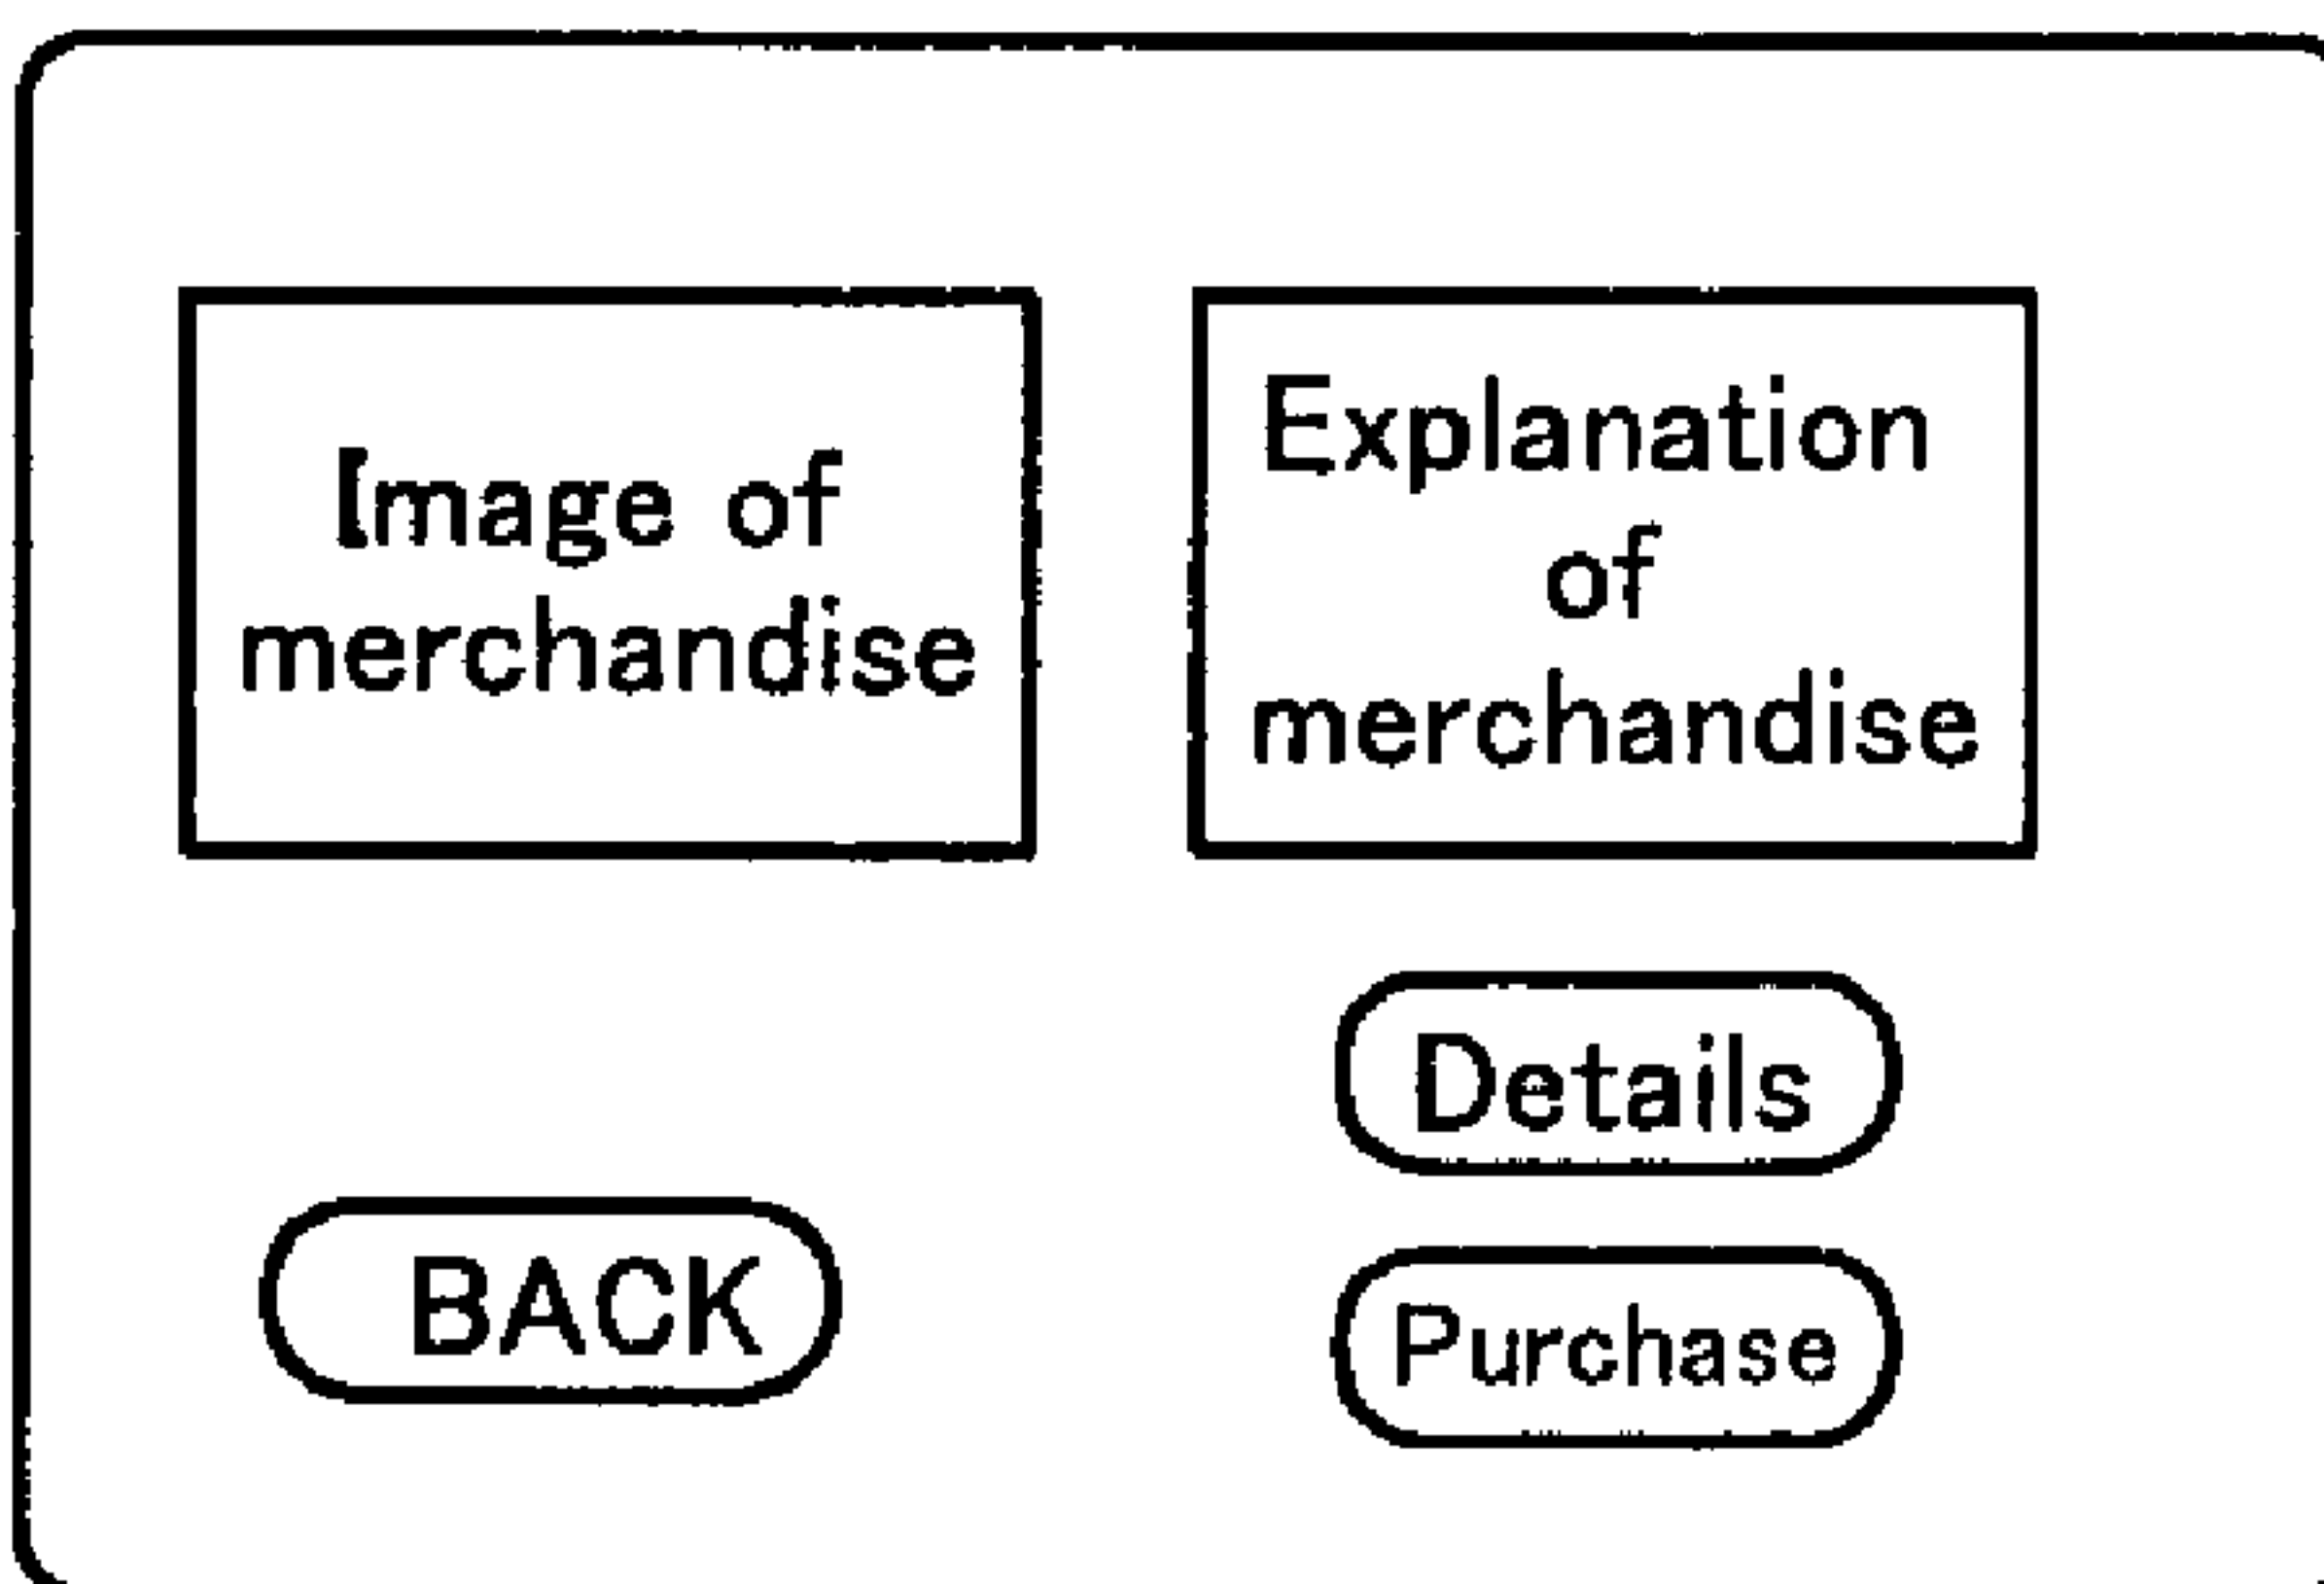 Image of
merchandise
Explanation
of
merchandise
Details
BACK
Purchase